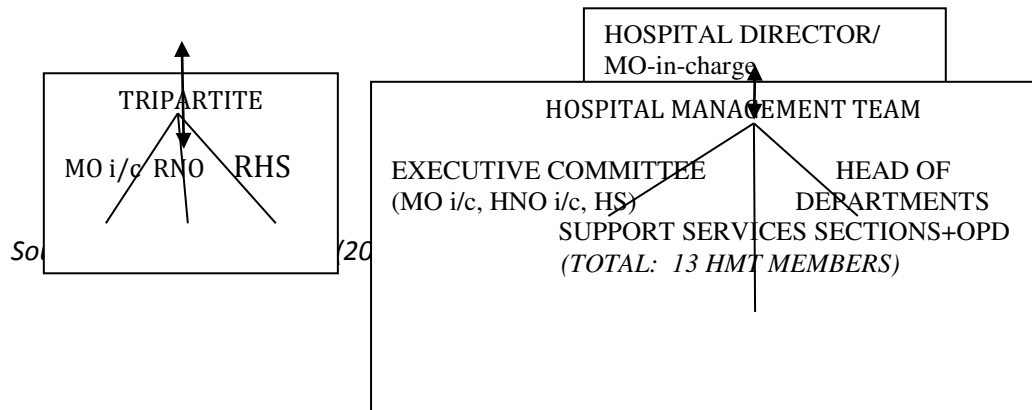 HOSPITAL DIRECTOR/
MO-in-charge
TRIPARTITE
MO i/c RNO RHS
HOSPITAL MANAGEMENT TEAM
EXECUTIVE COMMITTEE
(MO i/c, HNO i/c, HS)
HEAD OF
DEPARTMENTS
SUPPORT SERVICES SECTIONS+OPD
(TOTAL: 13 HMT MEMBERS)